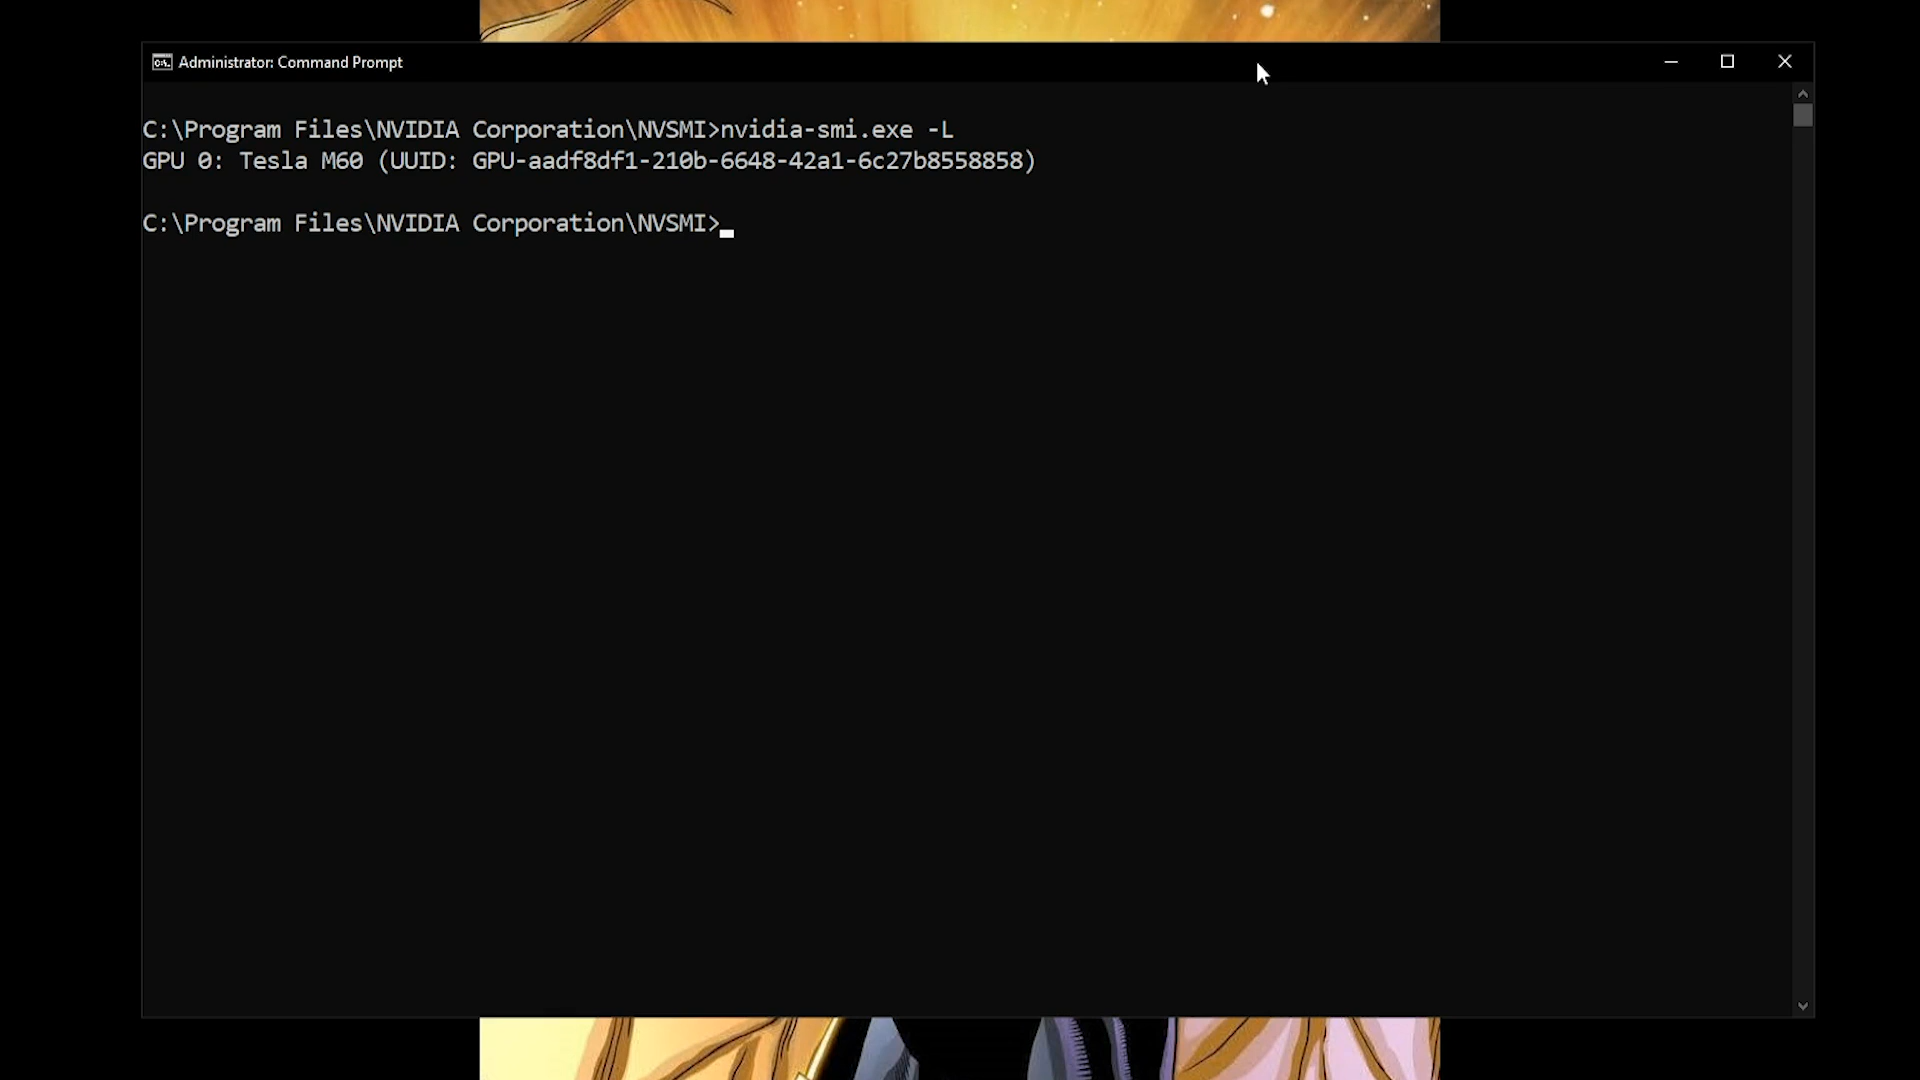 Administrator: Command Prompt
C:\Program Files\NVIDIA Corporation\NVSMI>nvidia-smi.exe -L
GPU 0: Tesla M60 (UUID: GPU-aadf8df1-210b-6648-42a1-6c27b8558858)
C:\Program Files\NVIDIA Corporation\NVSMI>